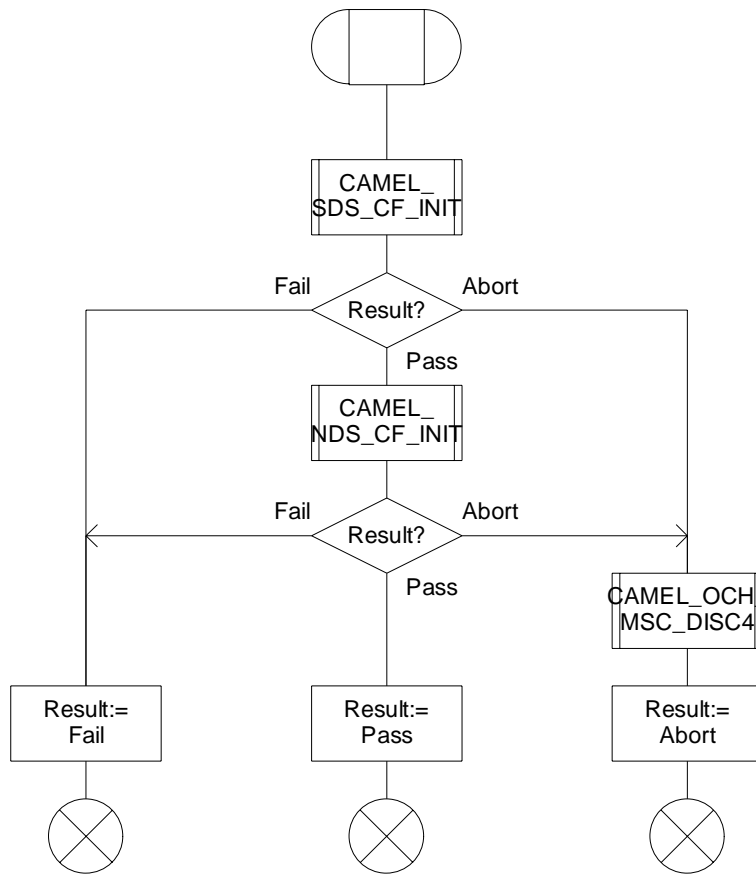 CAMEL_
SDS_CF_INIT
Fail
Abort
Result?
Pass
CAMEL_
NDS_CF_INIT
Fail
Abort
Result?
Pass
CAMEL_OCH_
MSC_DISC4
Result:=
Fail
Result:=
Pass
Result:=
Abort